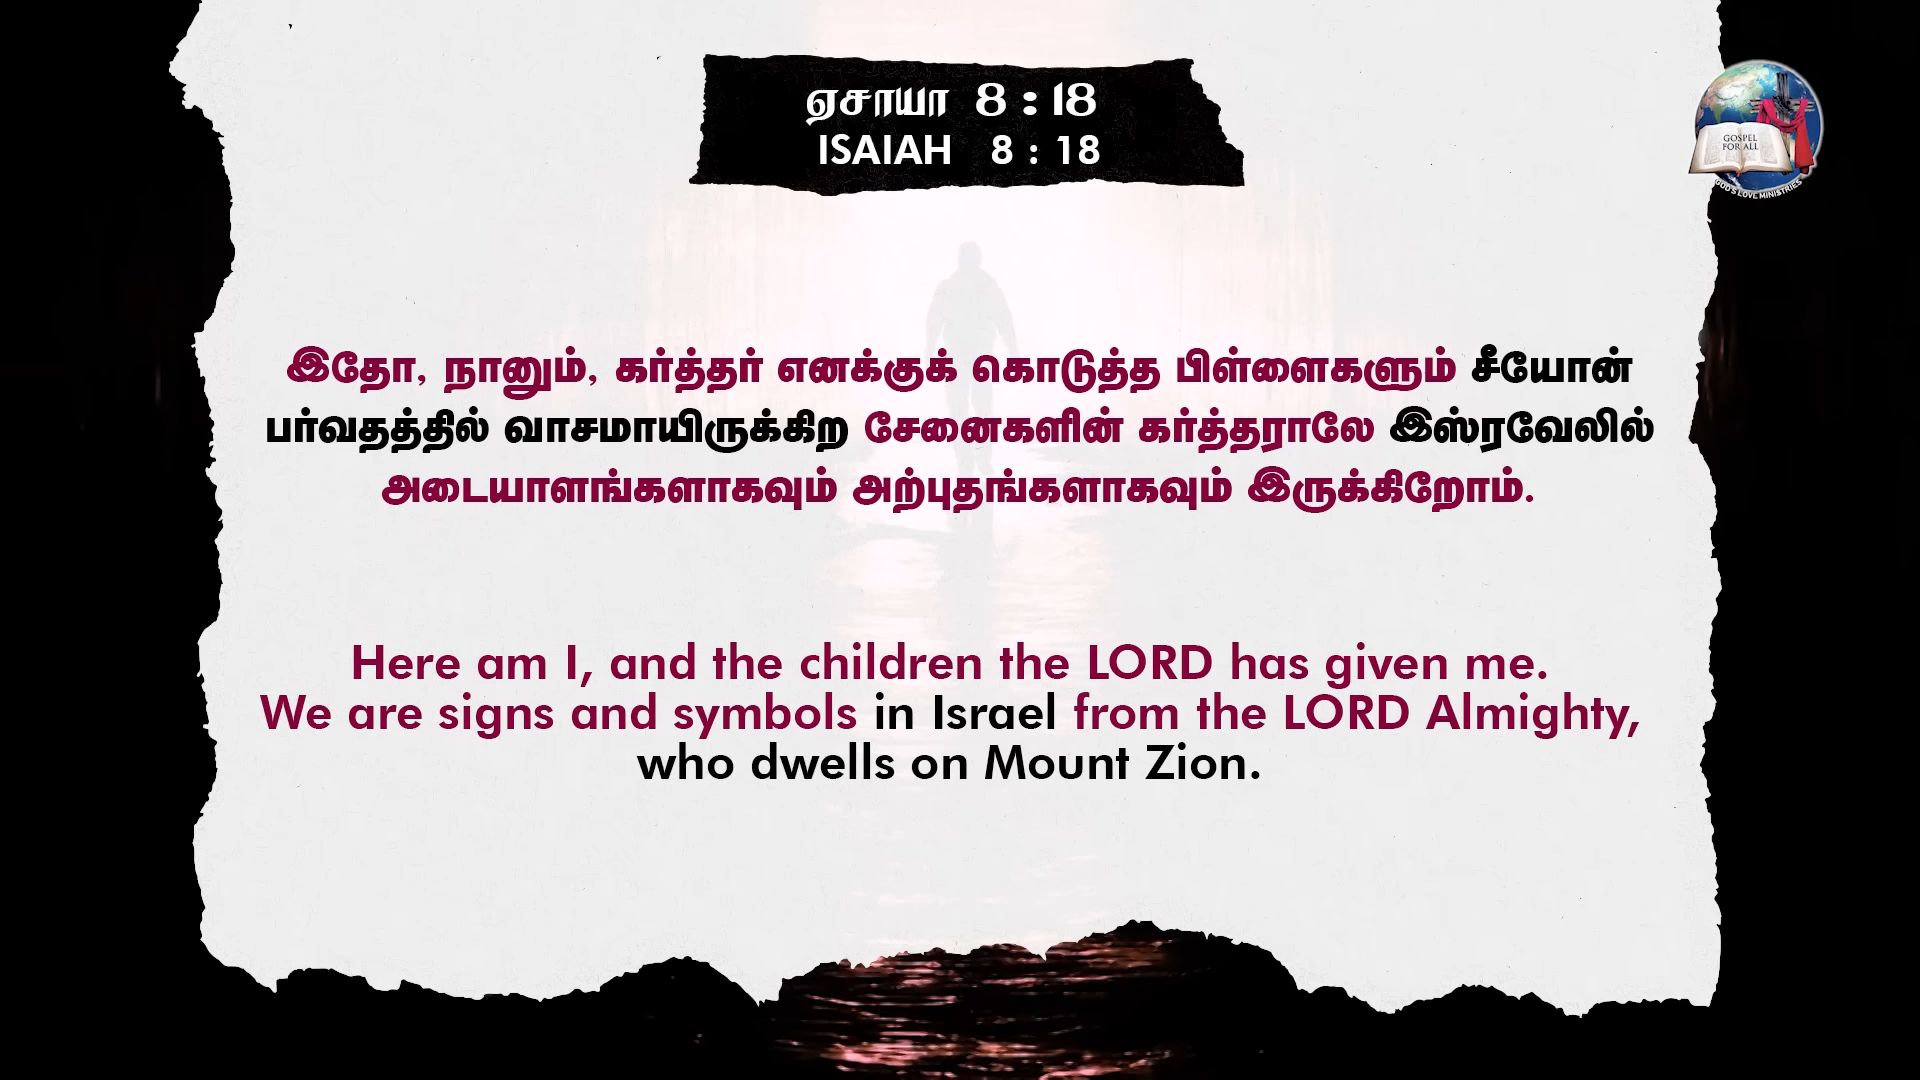 ஏசாயா 8 : 18
ISAIAH 8 : 18
GOSPEL
FOR ALL
GOD'S LOVE MINISTRIES
இதோ, நானும், கர்த்தர் எனக்குக் கொடுத்த பிள்ளைகளும் சீயோன்
பர்வதத்தில் வாசமாயிருக்கிற சேனைகளின் கர்த்தராலே இஸ்ரவேலில்
அடையாளங்களாகவும் அற்புதங்களாகவும் இருக்கிறோம்.
Here am I, and the children the LORD has given me.
We are signs and symbols in Israel from the LORD Almighty,
who dwells on Mount Zion.